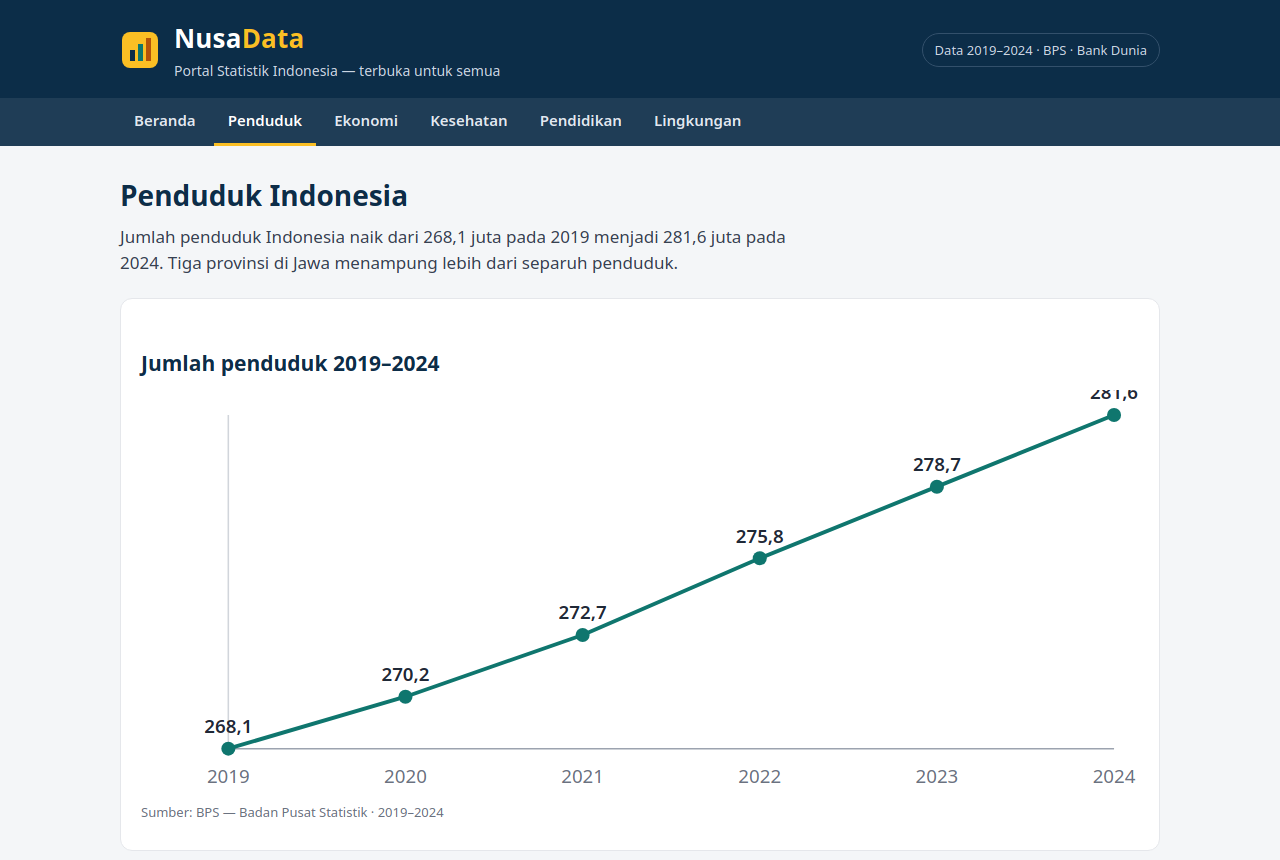 NusaData
Portal Statistik Indonesia — terbuka untuk semua
Data 2019–2024 · BPS · Bank Dunia
Beranda Penduduk Ekonomi Kesehatan Pendidikan Lingkungan
Penduduk Indonesia
Jumlah penduduk Indonesia naik dari 268,1 juta pada 2019 menjadi 281,6 juta pada
2024. Tiga provinsi di Jawa menampung lebih dari separuh penduduk.
Jumlah penduduk 2019–2024
281,6
278,7
275,8
272,7
270,2
268,1
2019 2020 2021 2022 2023 2024
Sumber: BPS — Badan Pusat Statistik · 2019–2024